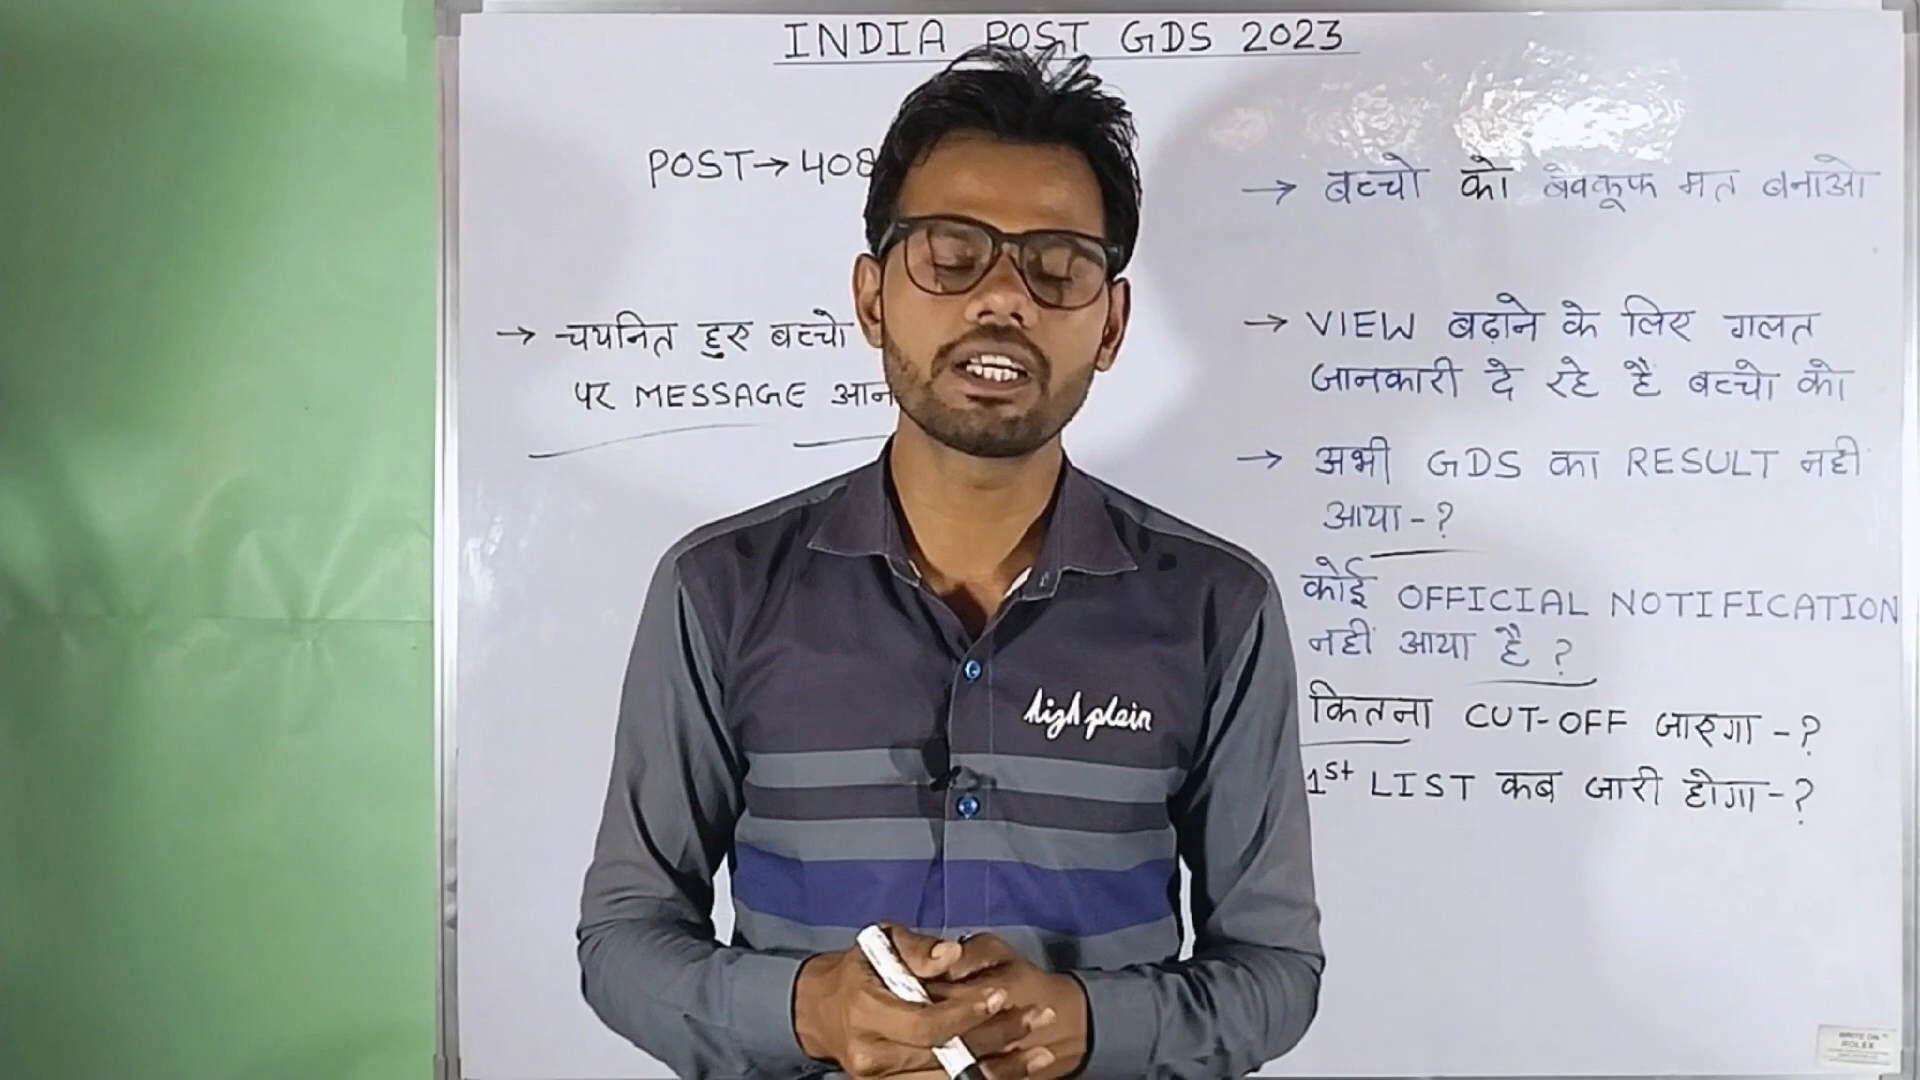 INDIA POST GDS 2023
POST→408
→ चयनित हुए बच्चो
पर MESSAGE आन
→ बच्चो को बेवकूफ मत बनाओ
→ VIEW बढ़ाने के लिए गलत
जानकारी दे रहे है बच्चो को
→ अभी GDS का RESULT नही
आया-?
कोई OFFICIAL NOTIFICATION
नहीं आया है ?
कितना CUT-OFF जाएगा -?
1st LIST कब जारी होगा-?
high plein